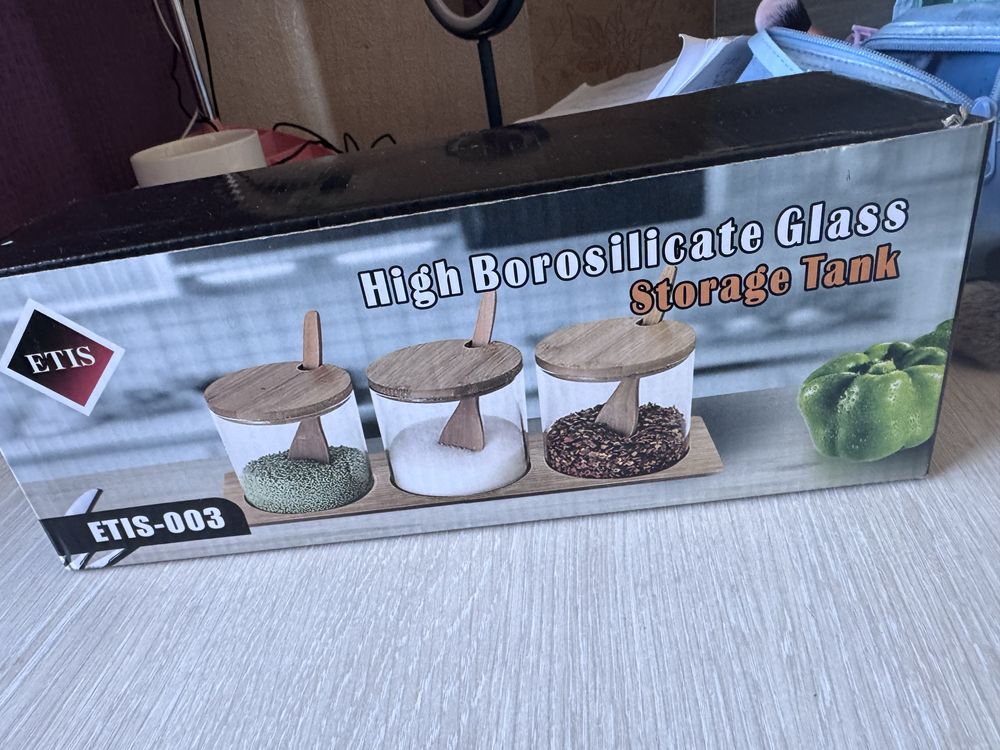 High Borosilicate Glass
Storage Tank
ETIS
ETIS-003